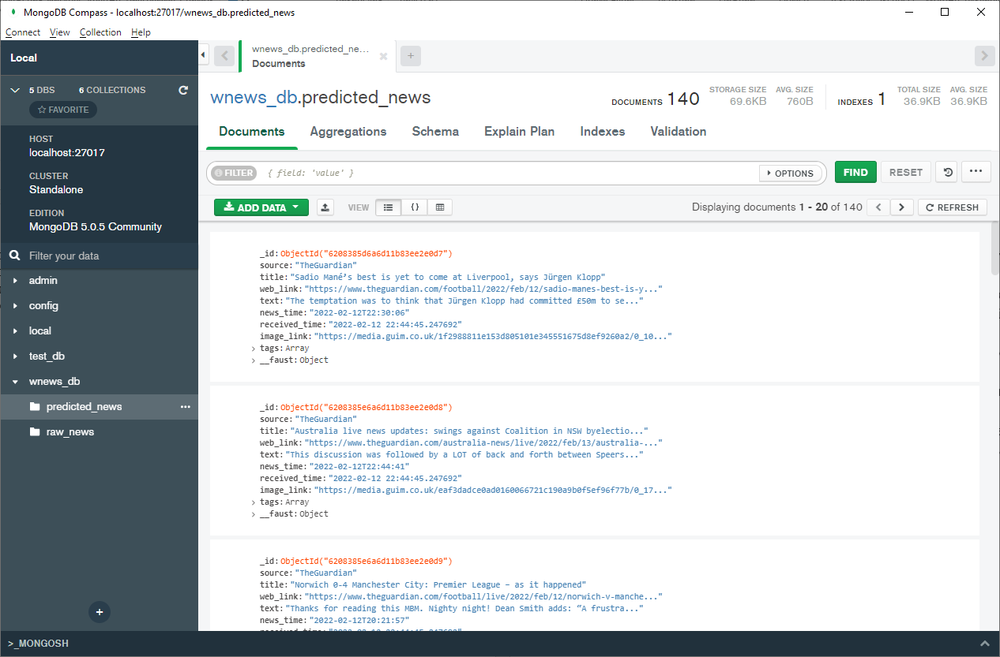 MongoDB Compass - localhost:27017/wnews_db.predicted_news
Connect View Collection Help
Local
5 DBS 6 COLLECTIONS
FAVORITE
HOST
localhost:27017
CLUSTER
Standalone
EDITION
MongoDB 5.0.5 Community
Filter your data
admin
config
local
test_db
wnews_db
predicted_news
raw_news
>_MONGOSH
wnews_db.predicted_ne...
Documents
wnews_db.predicted_news
DOCUMENTS 140
STORAGE SIZE
69.6KB
AVG. SIZE
760B
INDEXES 1
TOTAL SIZE
36.9KB
AVG. SIZE
36.9KB
Documents Aggregations Schema Explain Plan Indexes Validation
FILTER { field: 'value' } OPTIONS FIND RESET
ADD DATA VIEW Displaying documents 1 - 20 of 140 REFRESH
_id:ObjectId("6208385d6a6d11b83ee2e0d7")
source:"TheGuardian"
title:"Sadio Mané’s best is yet to come at Liverpool, says Jürgen Klopp"
web_link:"https://www.theguardian.com/football/2022/feb/12/sadio-manes-best-is-y..."
text:"The temptation was to think that Jürgen Klopp had committed £50m to se..."
news_time:"2022-02-12T22:30:06"
received_time:"2022-02-12 22:44:45.247692"
image_link:"https://media.guim.co.uk/1f2988811e153d805101e345551675d8ef9260a2/0_10..."
tags:Array
__faust:Object
_id:ObjectId("6208385e6a6d11b83ee2e0d8")
source:"TheGuardian"
title:"Australia live news updates: swings against Coalition in NSW byelectio..."
web_link:"https://www.theguardian.com/australia-news/live/2022/feb/13/australia-..."
text:"This discussion was followed by a LOT of back and forth between Speers..."
news_time:"2022-02-12T22:44:41"
received_time:"2022-02-12 22:44:45.247692"
image_link:"https://media.guim.co.uk/eaf3dadce0ad0160066721c190a9b0f5ef96f77b/0_17..."
tags:Array
__faust:Object
_id:ObjectId("6208385e6a6d11b83ee2e0d9")
source:"TheGuardian"
title:"Norwich 0-4 Manchester City: Premier League – as it happened"
web_link:"https://www.theguardian.com/football/live/2022/feb/12/norwich-v-manche..."
text:"Thanks for reading this MBM. Nighty night! Dean Smith adds: “A frustra..."
news_time:"2022-02-12T20:21:57"
received_time:"2022-02-12 22:44:45.247692"